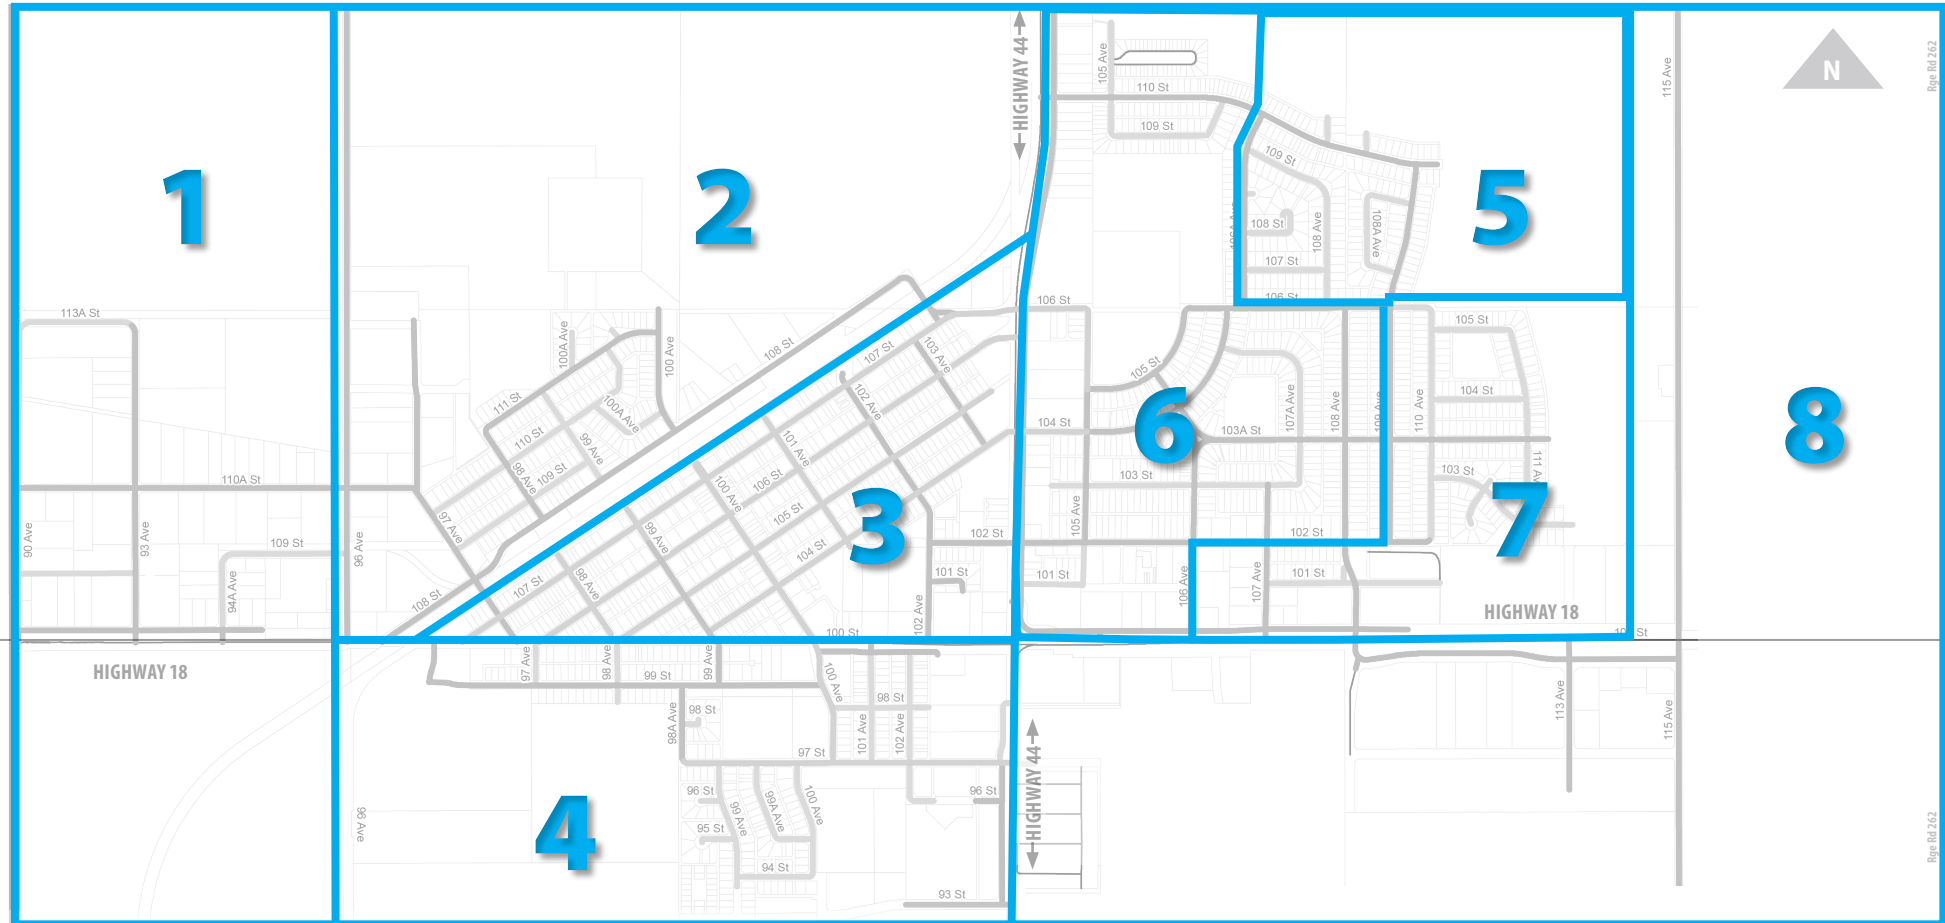 1
2
3
4
5
6
7
8
N
HIGHWAY 44
Rge Rd 262
115 Ave
105 Ave
110 St
109 St
109 St
108 St
108 Ave
108A Ave
107 St
106 St
106 St
113A St
110A St
90 Ave
93 Ave
109 St
94A Ave
96 Ave
HIGHWAY 18
100A Ave
100 Ave
108 St
111 St
110 St
100A Ave
99 Ave
98 Ave
109 St
97 Ave
108 St
107 St
103 Ave
102 Ave
101 Ave
106 St
100 Ave
105 St
99 Ave
104 St
98 Ave
107 St
102 St
101 St
102 Ave
100 St
105 St
104 St
103A St
107A Ave
108 Ave
109 Ave
110 Ave
103 St
105 Ave
102 St
101 St
106 Ave
107 Ave
101 St
105 St
104 St
103 St
HIGHWAY 18
97 Ave
98 Ave
99 Ave
99 St
100 Ave
98 St
98A Ave
98 St
101 Ave
102 Ave
97 St
96 St
99 Ave
99A Ave
100 Ave
96 St
95 St
94 St
93 St
96 Ave
HIGHWAY 44
113 Ave
115 Ave
Rge Rd 262